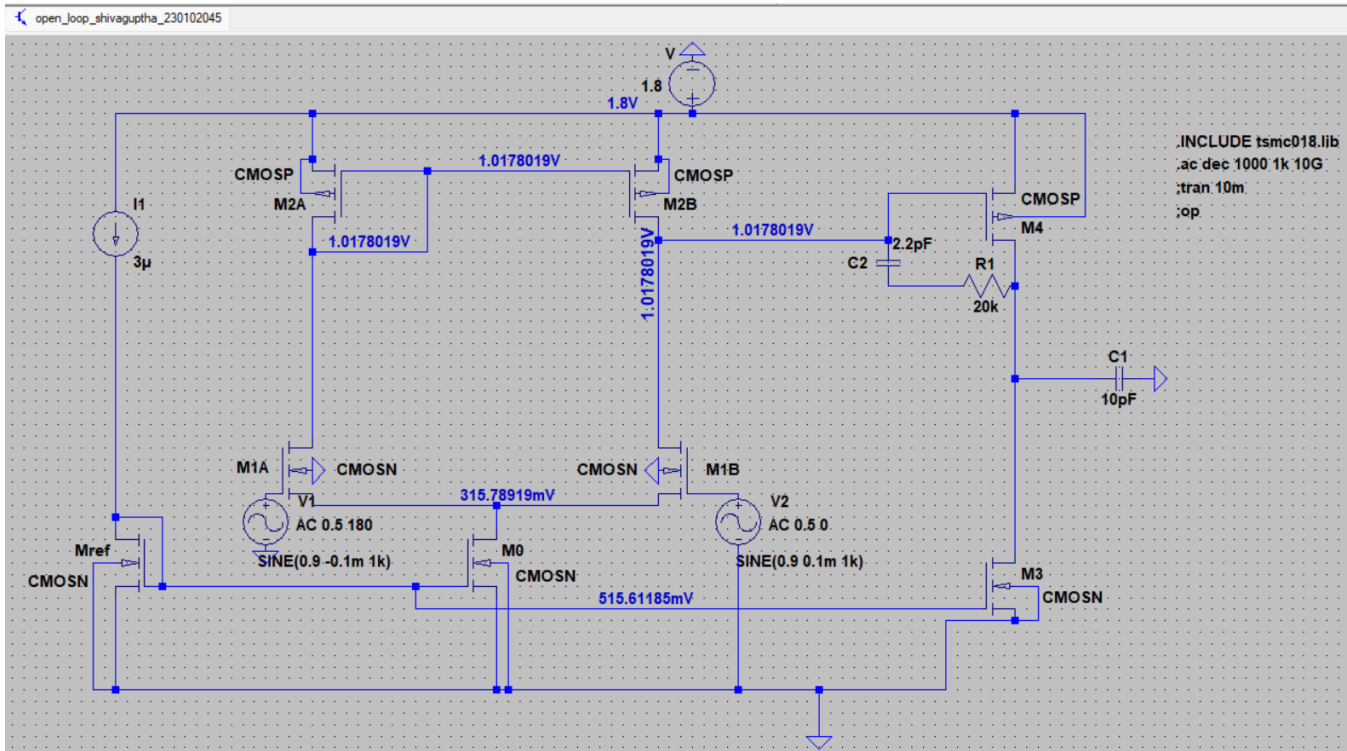 open_loop_shivaguptha_230102045
V
1.8
1.8V
.INCLUDE tsmc018.lib
.ac dec 1000 1k 10G
;tran 10m
;op
CMOSP
1.0178019V
CMOSP
M2A
M2B
CMOSP
M4
I1
3µ
1.0178019V
1.0178019V
1.0178019V
2.2pF
C2
R1
20k
C1
10pF
M1A
CMOSN
CMOSN
M1B
315.78919mV
V1
AC 0.5 180
SINE(0.9 -0.1m 1k)
V2
AC 0.5 0
SINE(0.9 0.1m 1k)
Mref
CMOSN
M0
CMOSN
M3
CMOSN
515.61185mV